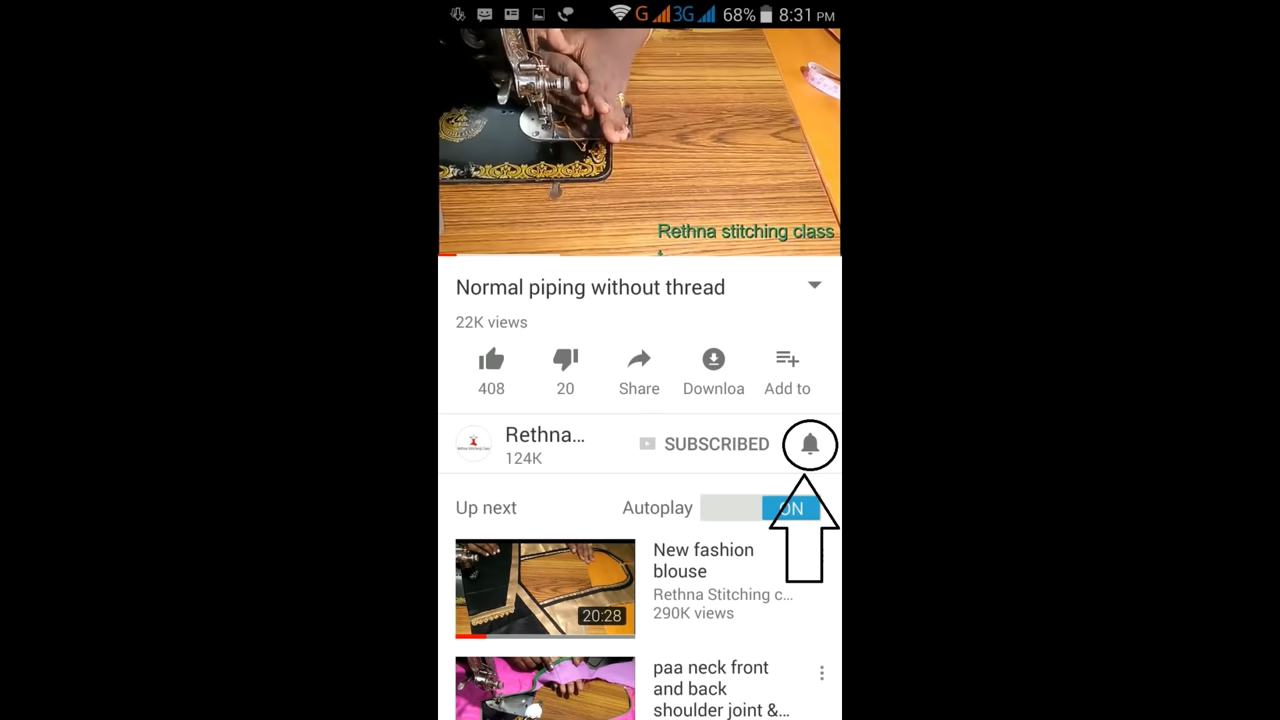 G 3G 68% 8:31 PM
Rethna stitching class
Normal piping without thread
22K views
408 20 Share Downloa Add to
Rethna… SUBSCRIBED
124K
Up next Autoplay ON
New fashion
blouse
Rethna Stitching c…
290K views
20:28
paa neck front
and back
shoulder joint &…